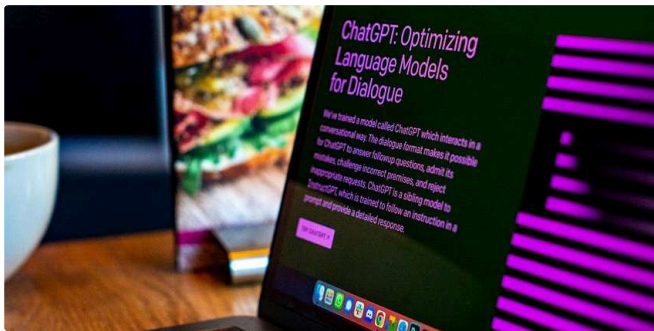 ChatGPT: Optimizing
Language Models
for Dialogue
We've trained a model called ChatGPT which interacts in a
conversational way. The dialogue format makes it possible
for ChatGPT to answer followup questions, admit its
mistakes, challenge incorrect premises, and reject
inappropriate requests. ChatGPT is a sibling model to
InstructGPT, which is trained to follow an instruction in a
prompt and provide a detailed response.
TRY CHATGPT ↗